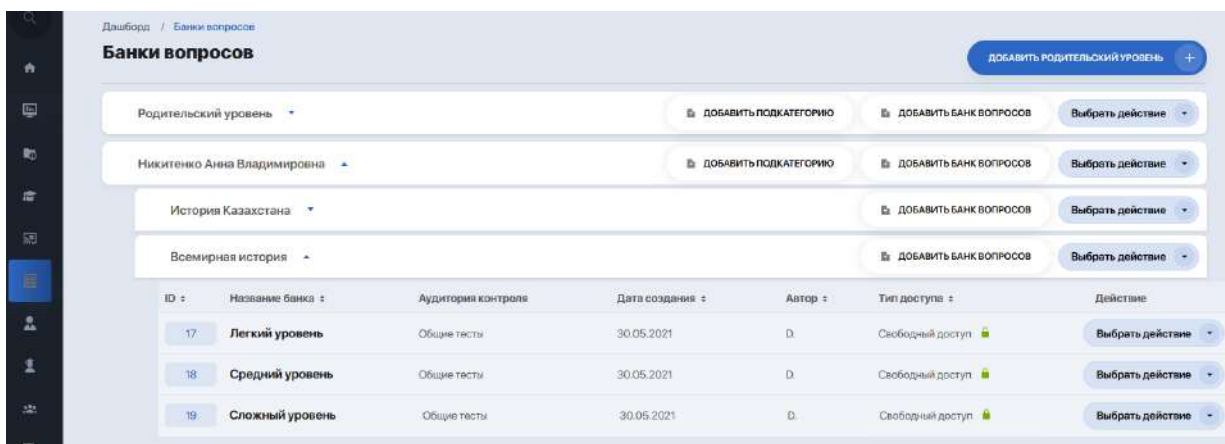 Дашборд / Банки вопросов
Банки вопросов
ДОБАВИТЬ РОДИТЕЛЬСКИЙ УРОВЕНЬ +
Родительский уровень ДОБАВИТЬ ПОДКАТЕГОРИЮ ДОБАВИТЬ БАНК ВОПРОСОВ Выбрать действие
Никитенко Анна Владимировна ДОБАВИТЬ ПОДКАТЕГОРИЮ ДОБАВИТЬ БАНК ВОПРОСОВ Выбрать действие
История Казахстана ДОБАВИТЬ БАНК ВОПРОСОВ Выбрать действие
Всемирная история ДОБАВИТЬ БАНК ВОПРОСОВ Выбрать действие
ID Название банка Аудитория контроля Дата создания Автор Тип доступа Действие
17 Легкий уровень Общие тесты 30.05.2021 D. Свободный доступ Выбрать действие
18 Средний уровень Общие тесты 30.05.2021 D. Свободный доступ Выбрать действие
19 Сложный уровень Общие тесты 30.05.2021 D. Свободный доступ Выбрать действие